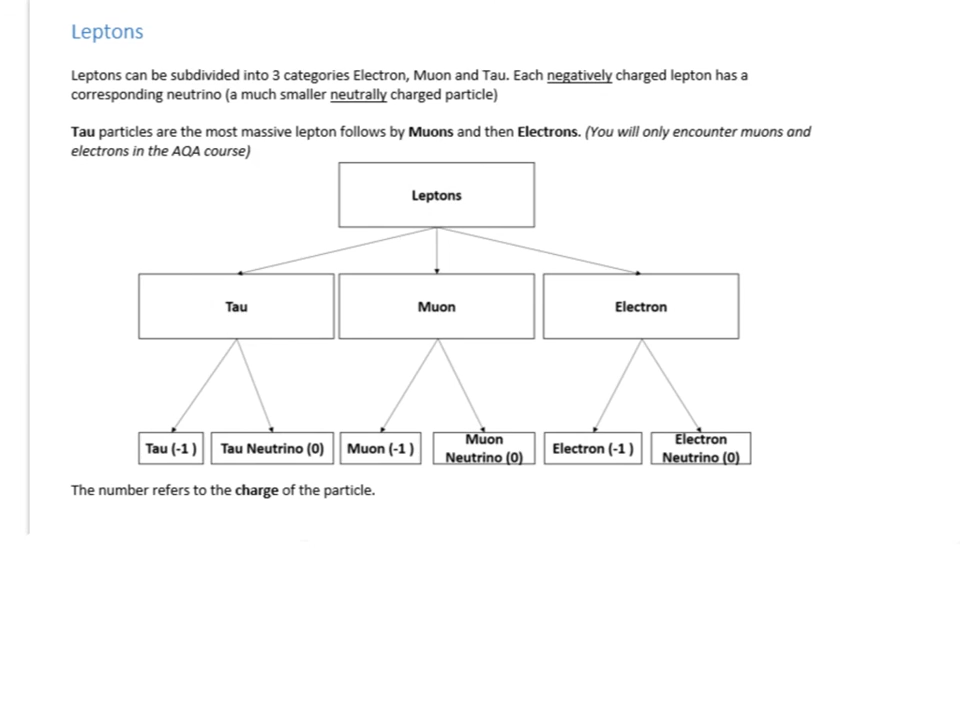 Leptons
Leptons can be subdivided into 3 categories Electron, Muon and Tau. Each negatively charged lepton has a
corresponding neutrino (a much smaller neutrally charged particle)
Tau particles are the most massive lepton follows by Muons and then Electrons. (You will only encounter muons and
electrons in the AQA course)
Leptons
Tau
Muon
Electron
Tau (-1 )
Tau Neutrino (0)
Muon (-1 )
Muon
Neutrino (0)
Electron (-1 )
Electron
Neutrino (0)
The number refers to the charge of the particle.